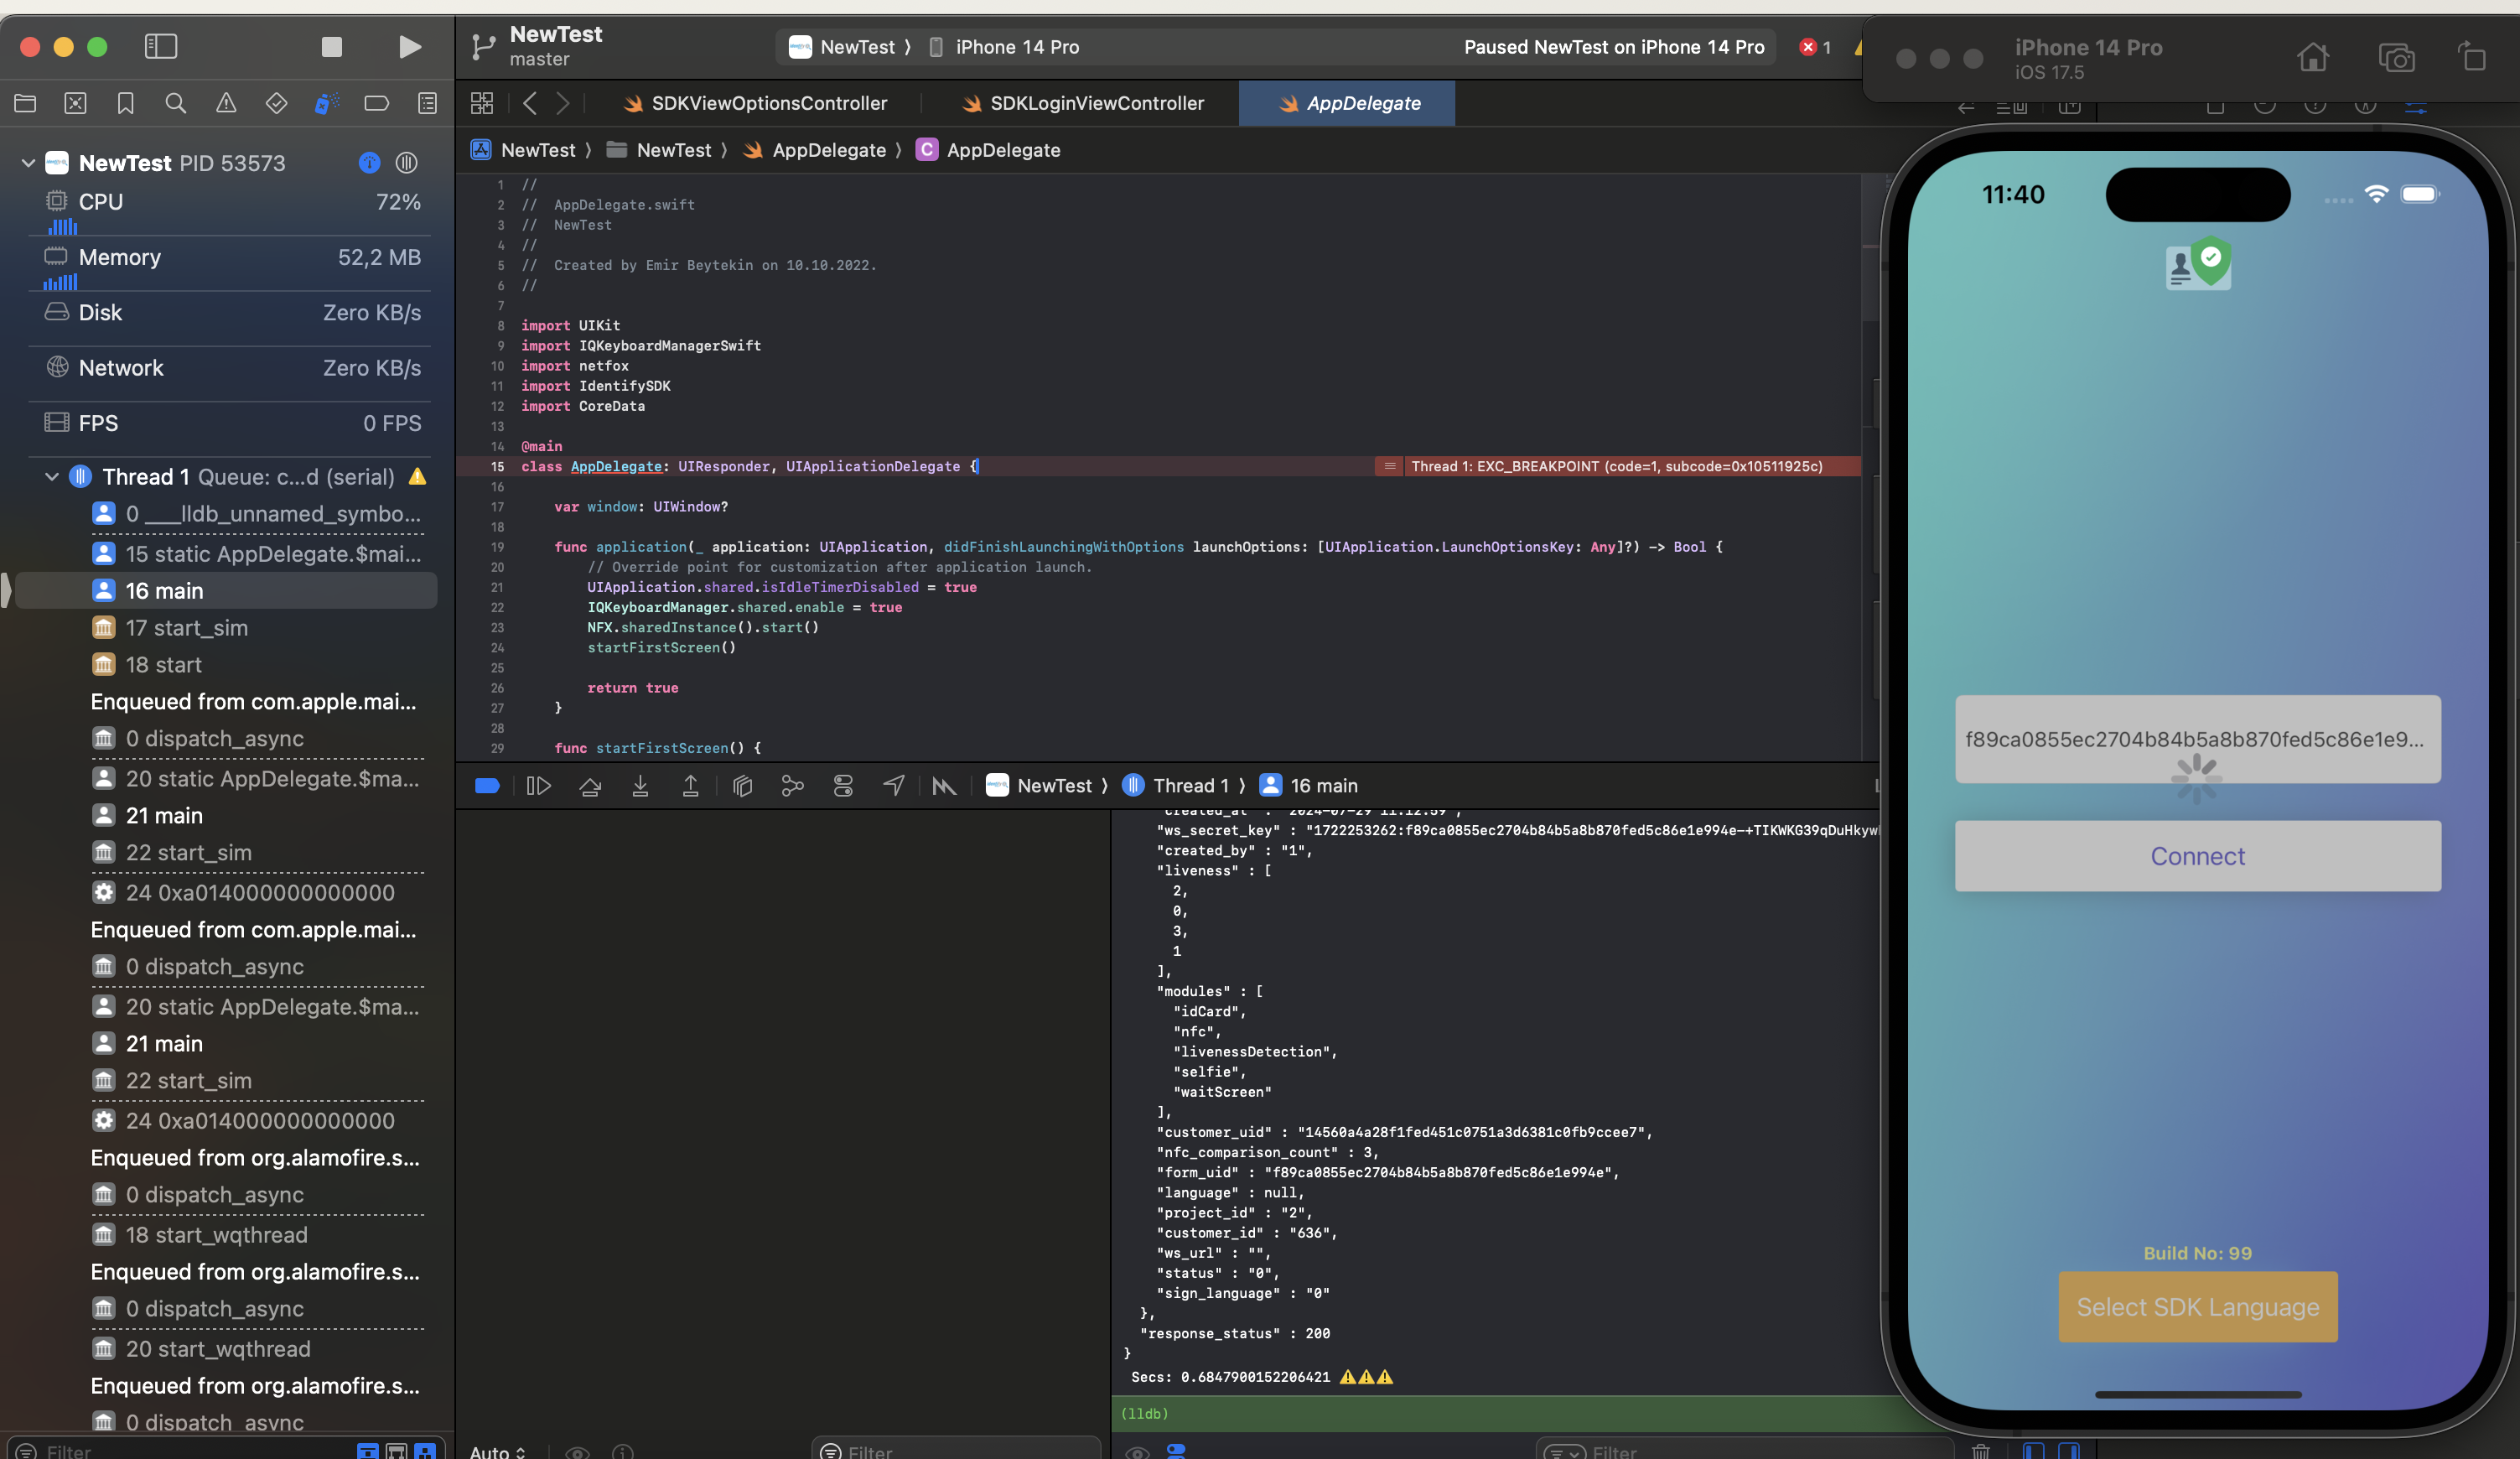 NewTest
master
NewTest ⟩ iPhone 14 Pro
Paused NewTest on iPhone 14 Pro
1
iPhone 14 Pro
iOS 17.5
SDKViewOptionsController
SDKLoginViewController
AppDelegate
NewTest ⟩ NewTest ⟩ AppDelegate ⟩ C AppDelegate
NewTest PID 53573
CPU 72%
Memory 52,2 MB
Disk Zero KB/s
Network Zero KB/s
FPS 0 FPS
Thread 1 Queue: c...d (serial)
0 ___lldb_unnamed_symbo...
15 static AppDelegate.$mai...
16 main
17 start_sim
18 start
Enqueued from com.apple.mai...
0 dispatch_async
20 static AppDelegate.$ma...
21 main
22 start_sim
24 0xa014000000000000
Enqueued from com.apple.mai...
0 dispatch_async
20 static AppDelegate.$ma...
21 main
22 start_sim
24 0xa014000000000000
Enqueued from org.alamofire.s...
0 dispatch_async
18 start_wqthread
Enqueued from org.alamofire.s...
0 dispatch_async
20 start_wqthread
Enqueued from org.alamofire.s...
0 dispatch_async
Filter
1 //
2 // AppDelegate.swift
3 // NewTest
4 //
5 // Created by Emir Beytekin on 10.10.2022.
6 //
7
8 import UIKit
9 import IQKeyboardManagerSwift
10 import netfox
11 import IdentifySDK
12 import CoreData
13
14 @main
15 class AppDelegate: UIResponder, UIApplicationDelegate {
Thread 1: EXC_BREAKPOINT (code=1, subcode=0x10511925c)
16
17 var window: UIWindow?
18
19 func application(_ application: UIApplication, didFinishLaunchingWithOptions launchOptions: [UIApplication.LaunchOptionsKey: Any]?) -> Bool {
20 // Override point for customization after application launch.
21 UIApplication.shared.isIdleTimerDisabled = true
22 IQKeyboardManager.shared.enable = true
23 NFX.sharedInstance().start()
24 startFirstScreen()
25
26 return true
27 }
28
29 func startFirstScreen() {
NewTest ⟩ Thread 1 ⟩ 16 main
"created_at" : "2024-07-29 11:12:59",
"ws_secret_key" : "1722253262:f89ca0855ec2704b84b5a8b870fed5c86e1e994e-+TIKWKG39qDuHkyw
"created_by" : "1",
"liveness" : [
2,
0,
3,
1
],
"modules" : [
"idCard",
"nfc",
"livenessDetection",
"selfie",
"waitScreen"
],
"customer_uid" : "14560a4a28f1fed451c0751a3d6381c0fb9ccee7",
"nfc_comparison_count" : 3,
"form_uid" : "f89ca0855ec2704b84b5a8b870fed5c86e1e994e",
"language" : null,
"project_id" : "2",
"customer_id" : "636",
"ws_url" : "",
"status" : "0",
"sign_language" : "0"
},
"response_status" : 200
}
Secs: 0.6847900152206421 ⚠️⚠️⚠️
(lldb)
Auto
Filter
Filter
11:40
f89ca0855ec2704b84b5a8b870fed5c86e1e9...
Connect
Build No: 99
Select SDK Language